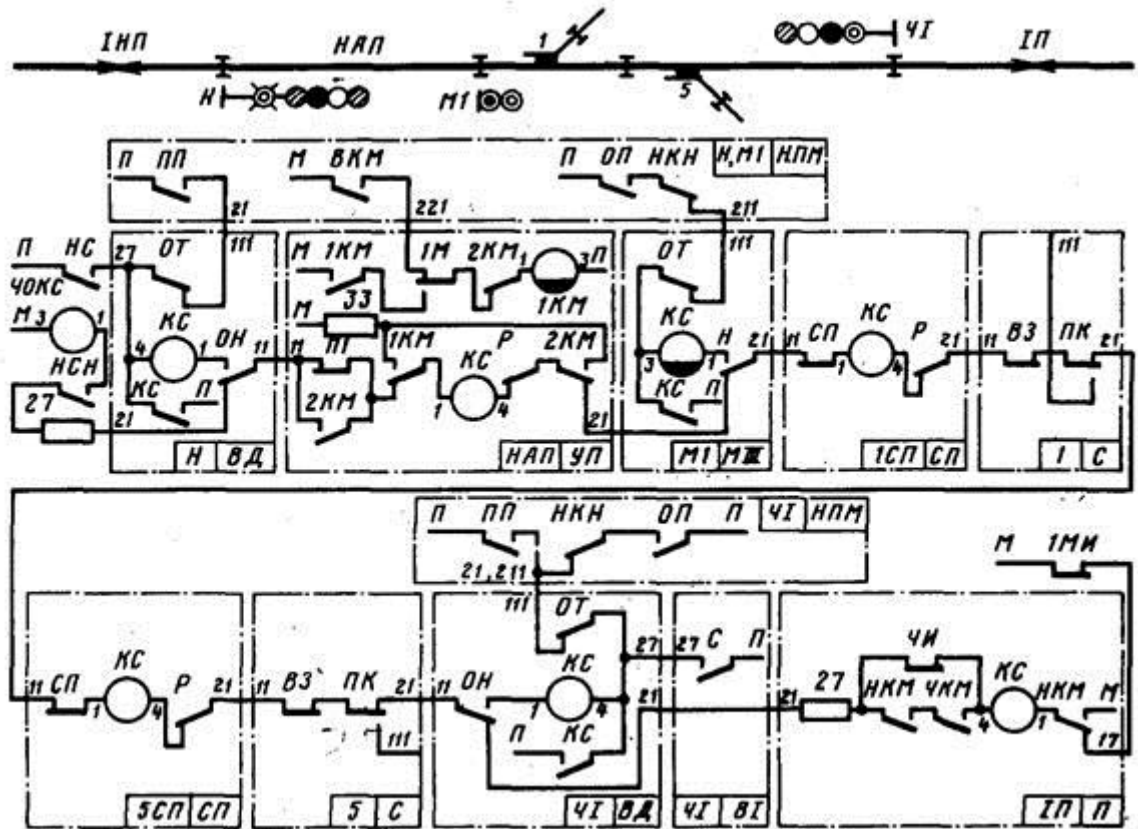 IНП НАП 1 ЧI IП
Н М1 5
П ПП М ВКМ П ОП НКН Н,М1 НПМ
21 221 211
П НС 27 ОТ 111 М 1КМ 1М 2КМ 1 3 П 111 111
ЧОКС 33 1КМ ОТ
М 3 1 КС М 1КМ Р 2КМ КС Н 21 11 СП КС Р 21 11 ВЗ ПК 21
НСН 4 1 ОН 11 11 П1 КС 3 1 1 4
27 КС П 2КМ 1 4 КС П
21 21
Н ВД НАП УП М1 МIII 1СП СП 1 С
П ПП НКН ОП П ЧI НПМ
21,211 М 1МИ
111 ОТ
27 27 С П ЧИ
11 СП КС Р 21 11 ВЗ ПК 21 11 ОН КС 21 21 27 НКМ ЧКМ КС НКМ М
1 4 1 4 4 1 17
111 П КС
5СП СП 5 С ЧI ВД ЧI ВI IП П